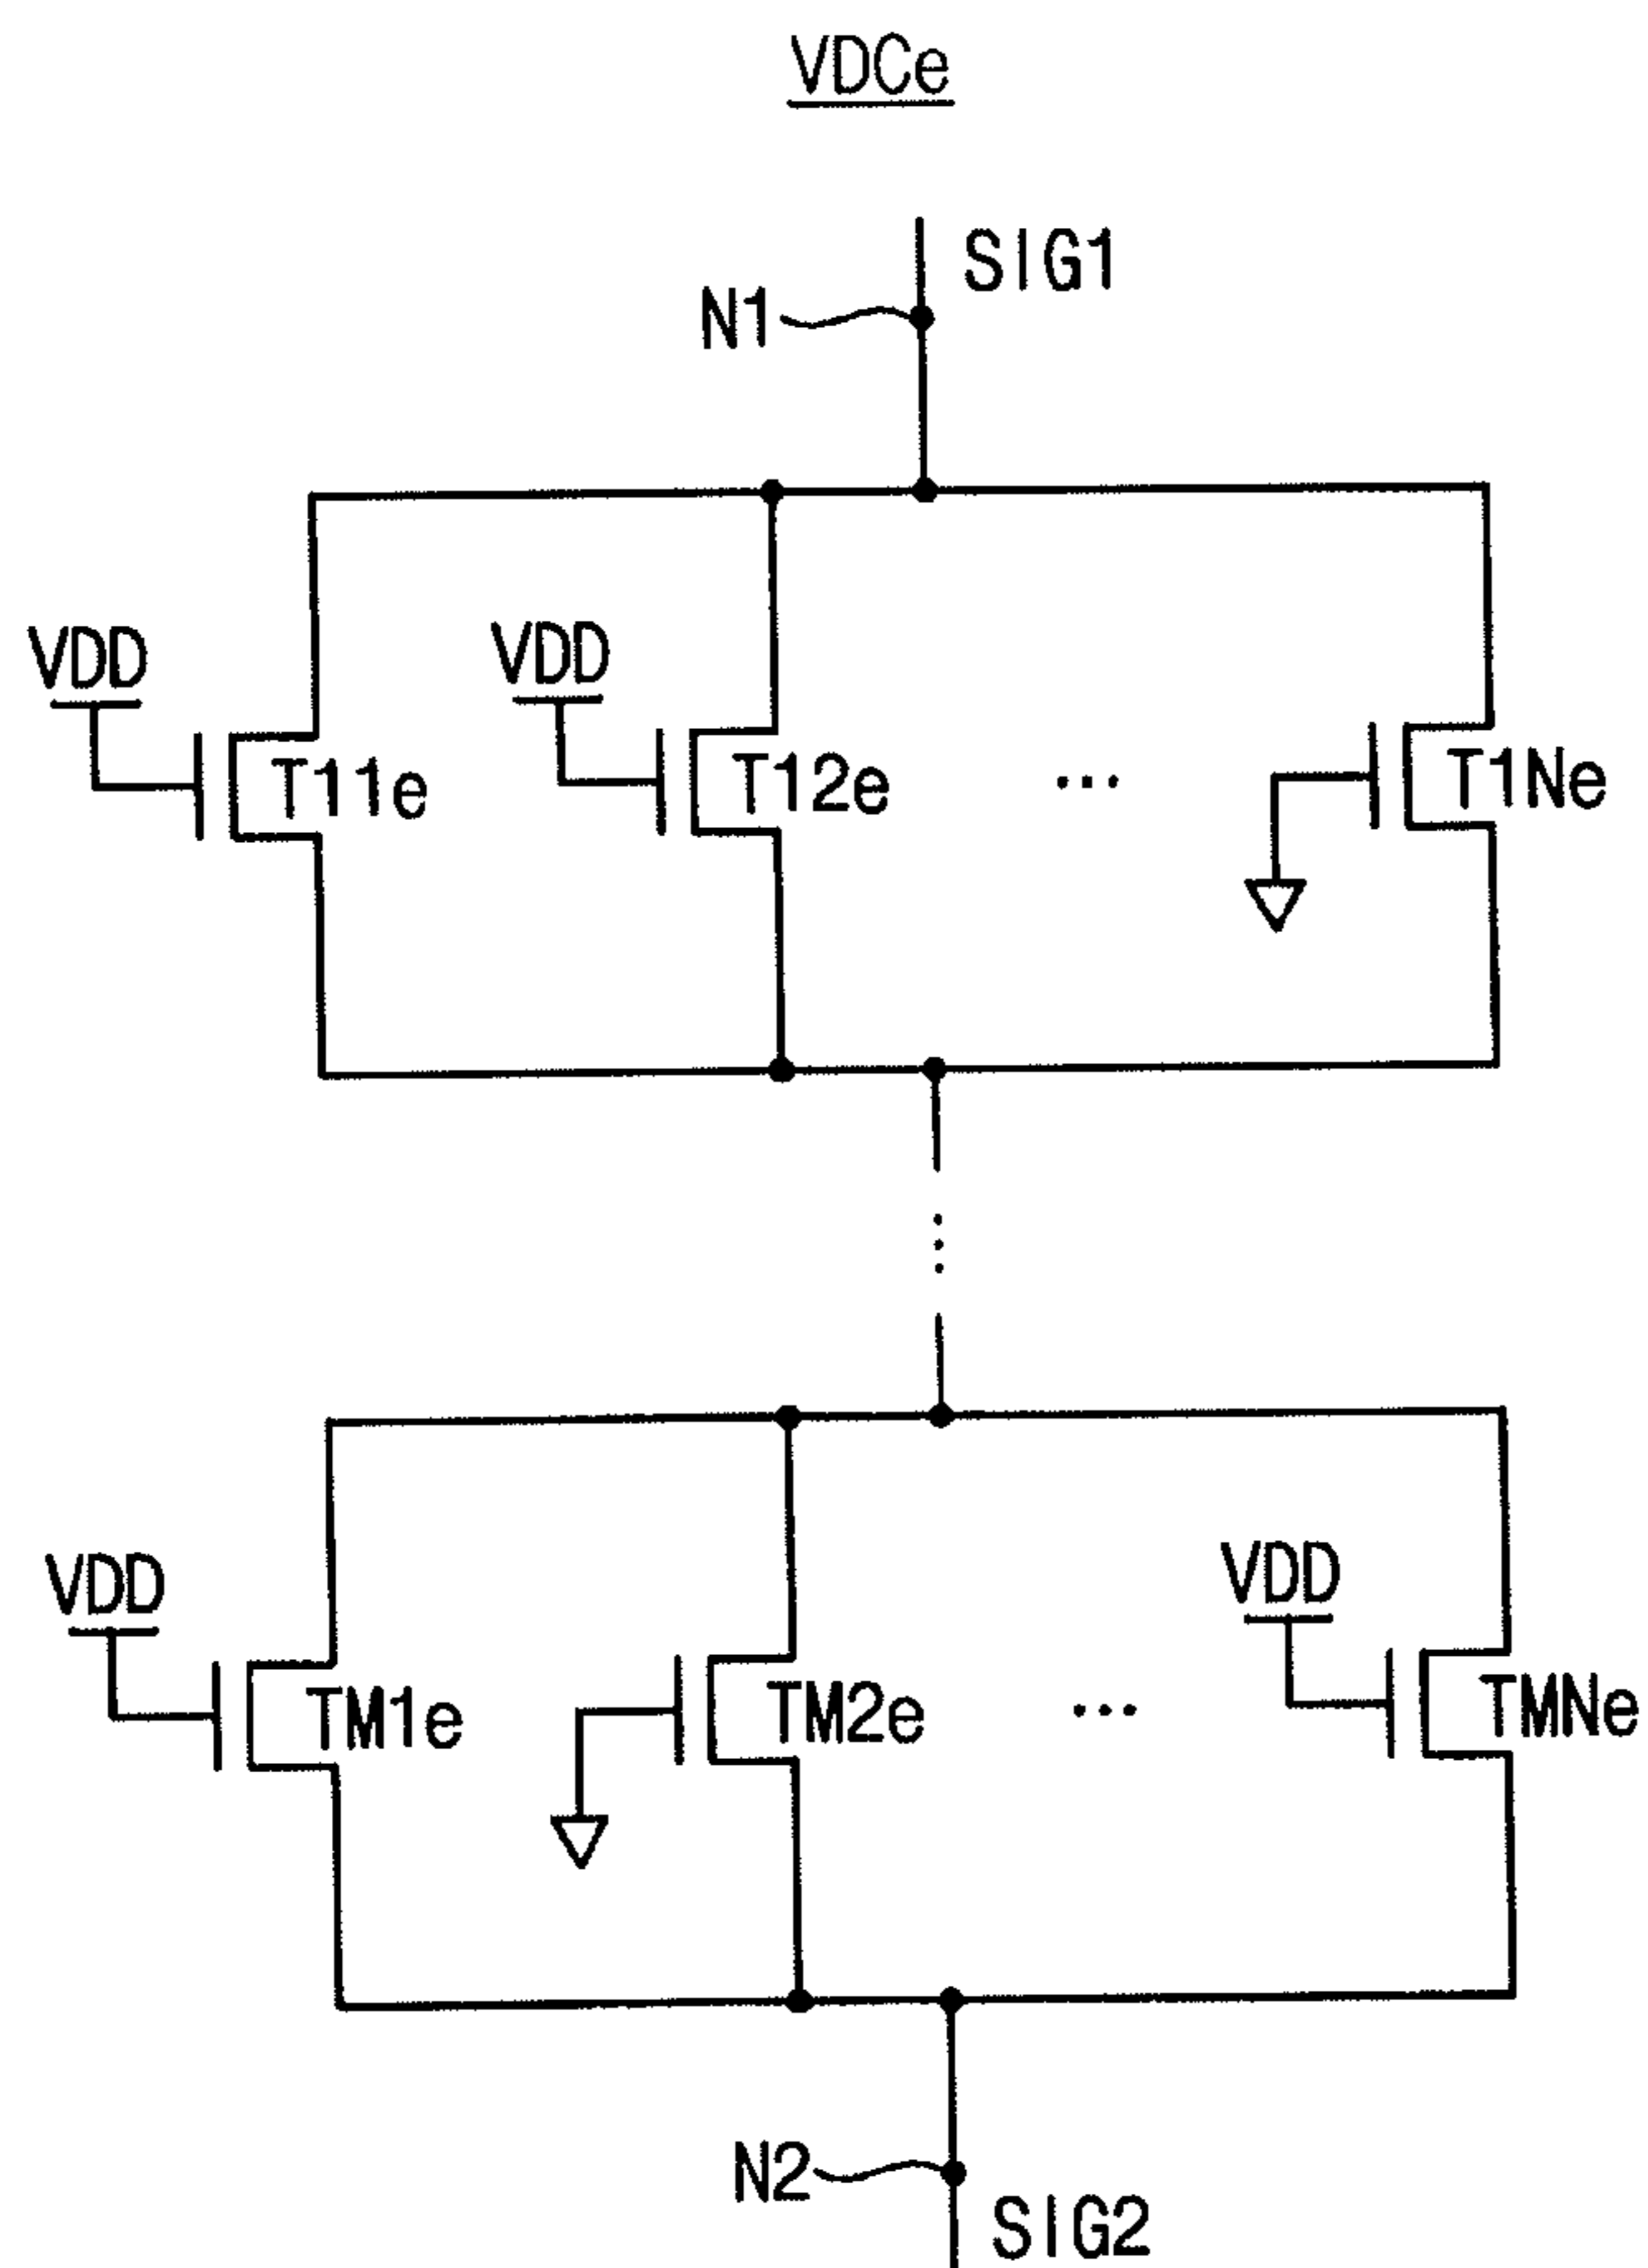 VDCe
SIG1
N1
VDD
VDD
T11e
T12e
...
T1Ne
VDD
VDD
TM1e
TM2e
...
TMNe
N2
SIG2